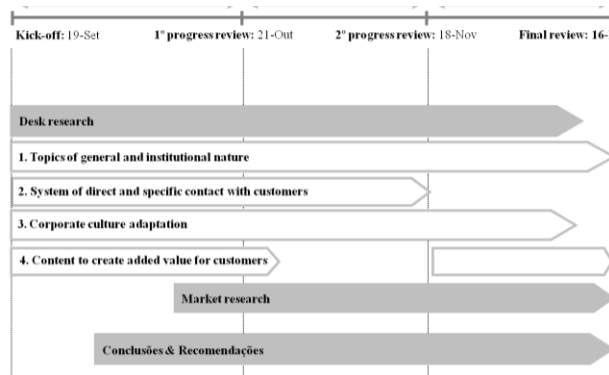 Kick-off: 19-Set 1º progress review: 21-Out 2º progress review: 18-Nov Final review: 16-
Desk research
1. Topics of general and institutional nature
2. System of direct and specific contact with customers
3. Corporate culture adaptation
4. Content to create added value for customers
Market research
Conclusões & Recomendações